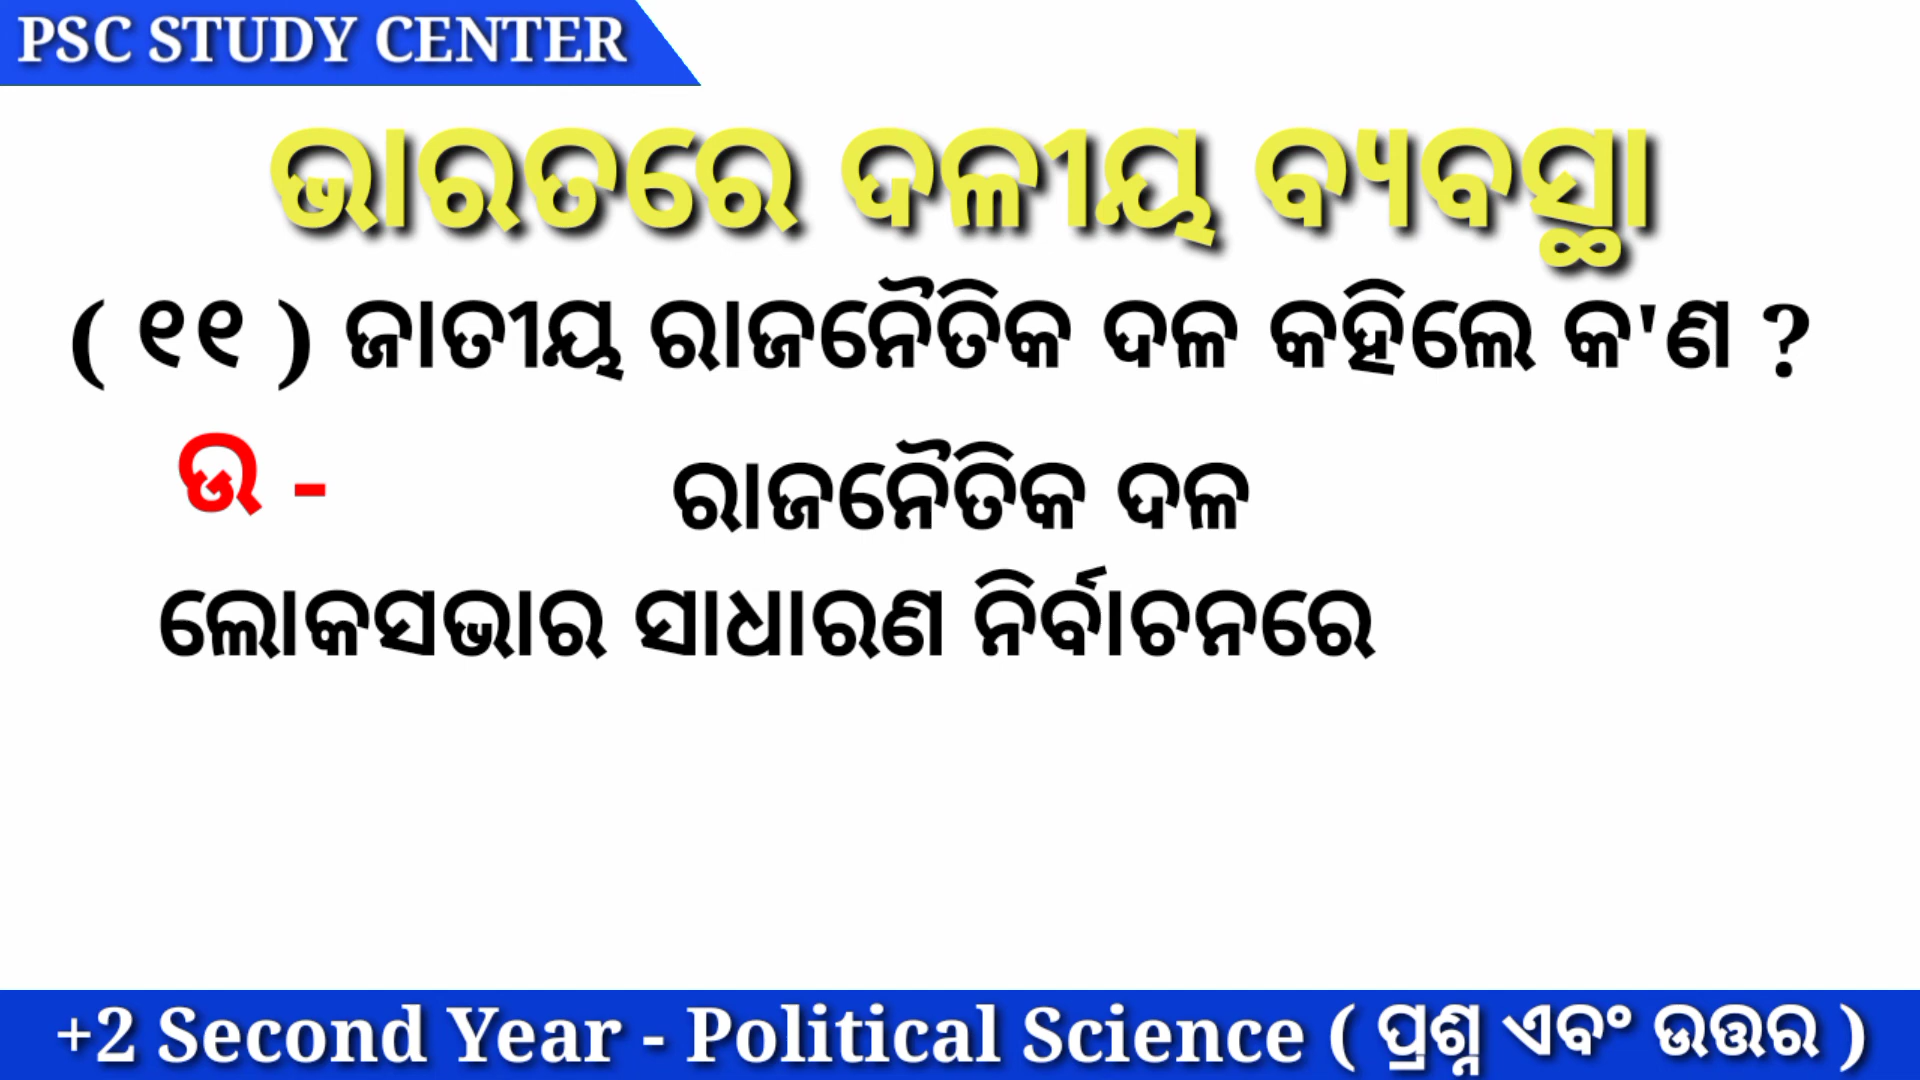 PSC STUDY CENTER
ଭାରତରେ ଦଳୀୟ ବ୍ୟବସ୍ଥା
( ୧୧ ) ଜାତୀୟ ରାଜନୈତିକ ଦଳ କହିଲେ କ'ଣ ?
ଉ - ରାଜନୈତିକ ଦଳ
ଲୋକସଭାର ସାଧାରଣ ନିର୍ବାଚନରେ
+2 Second Year - Political Science ( ପ୍ରଶ୍ନ ଏବଂ ଉତ୍ତର )